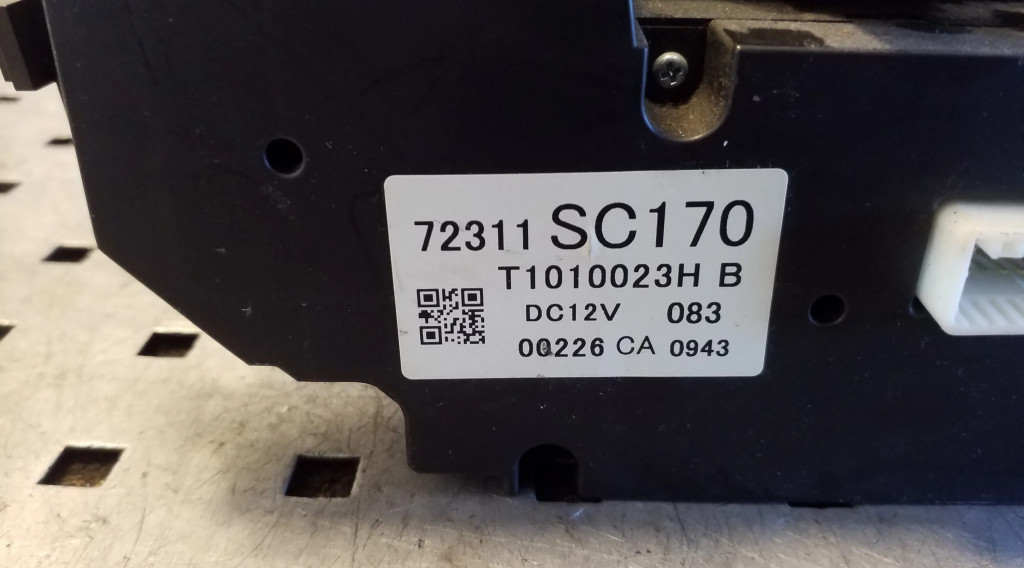 72311 SC170
T1010023H B
DC12V 083
00226 CA 0943